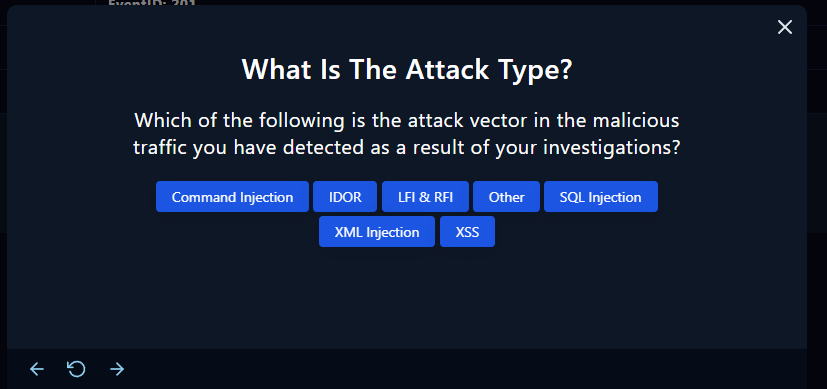 EventID: 201
What Is The Attack Type?
Which of the following is the attack vector in the malicious
traffic you have detected as a result of your investigations?
Command Injection IDOR LFI & RFI Other SQL Injection
XML Injection XSS